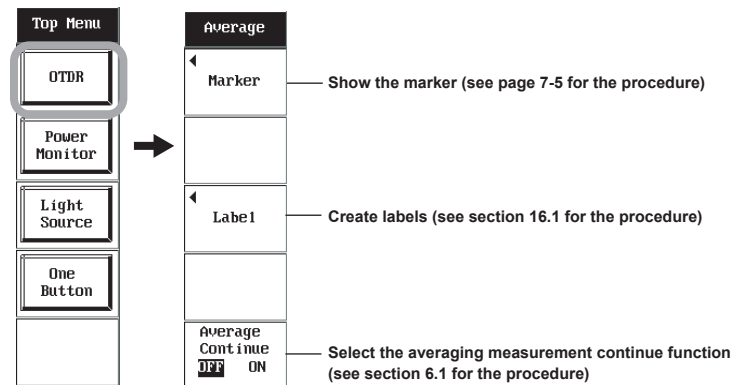 Top Menu
OTDR
Power
Monitor
Light
Source
One
Button
Average
Marker
Label
Average
Continue
OFF ON
Show the marker (see page 7-5 for the procedure)
Create labels (see section 16.1 for the procedure)
Select the averaging measurement continue function
(see section 6.1 for the procedure)